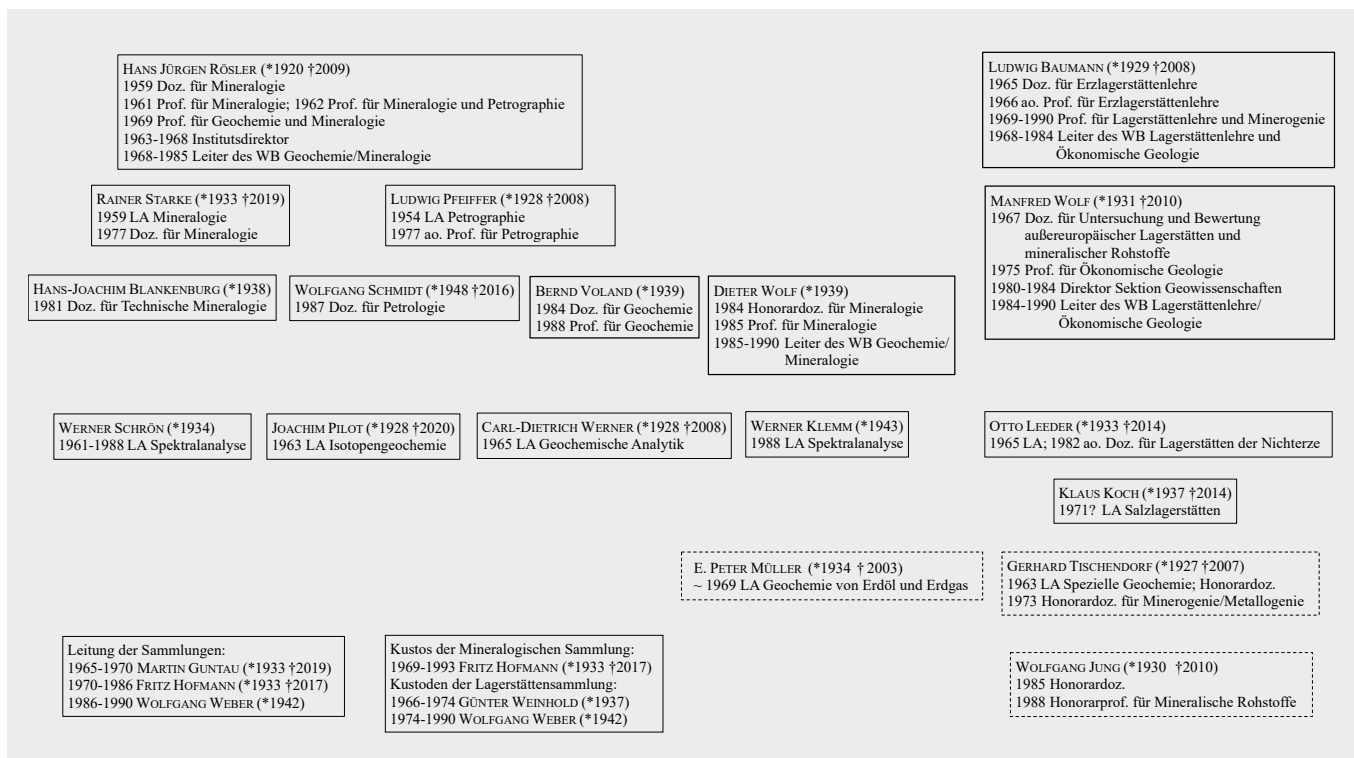 HANS JÜRGEN RÖSLER (*1920 †2009)
1959 Doz. für Mineralogie
1961 Prof. für Mineralogie; 1962 Prof. für Mineralogie und Petrographie
1969 Prof. für Geochemie und Mineralogie
1963-1968 Institutsdirektor
1968-1985 Leiter des WB Geochemie/Mineralogie
LUDWIG BAUMANN (*1929 †2008)
1965 Doz. für Erzlagerstättenlehre
1966 ao. Prof. für Erzlagerstättenlehre
1969-1990 Prof. für Lagerstättenlehre und Minerogenie
1968-1984 Leiter des WB Lagerstättenlehre und
Ökonomische Geologie
RAINER STARKE (*1933 †2019)
1959 LA Mineralogie
1977 Doz. für Mineralogie
LUDWIG PFEIFFER (*1928 †2008)
1954 LA Petrographie
1977 ao. Prof. für Petrographie
MANFRED WOLF (*1931 †2010)
1967 Doz. für Untersuchung und Bewertung
außereuropäischer Lagerstätten und
mineralischer Rohstoffe
1975 Prof. für Ökonomische Geologie
1980-1984 Direktor Sektion Geowissenschaften
1984-1990 Leiter des WB Lagerstättenlehre/
Ökonomische Geologie
HANS-JOACHIM BLANKENBURG (*1938)
1981 Doz. für Technische Mineralogie
WOLFGANG SCHMIDT (*1948 †2016)
1987 Doz. für Petrologie
BERND VOLAND (*1939)
1984 Doz. für Geochemie
1988 Prof. für Geochemie
DIETER WOLF (*1939)
1984 Honorardoz. für Mineralogie
1985 Prof. für Mineralogie
1985-1990 Leiter des WB Geochemie/
Mineralogie
WERNER SCHRÖN (*1934)
1961-1988 LA Spektralanalyse
JOACHIM PILOT (*1928 †2020)
1963 LA Isotopengeochemie
CARL-DIETRICH WERNER (*1928 †2008)
1965 LA Geochemische Analytik
WERNER KLEMM (*1943)
1988 LA Spektralanalyse
OTTO LEEDER (*1933 †2014)
1965 LA; 1982 ao. Doz. für Lagerstätten der Nichterze
KLAUS KOCH (*1937 †2014)
1971? LA Salzlagerstätten
E. PETER MÜLLER (*1934 † 2003)
~ 1969 LA Geochemie von Erdöl und Erdgas
GERHARD TISCHENDORF (*1927 †2007)
1963 LA Spezielle Geochemie; Honorardoz.
1973 Honorardoz. für Minerogenie/Metallogenie
Leitung der Sammlungen:
1965-1970 MARTIN GUNTAU (*1933 †2019)
1970-1986 FRITZ HOFMANN (*1933 †2017)
1986-1990 WOLFGANG WEBER (*1942)
Kustos der Mineralogischen Sammlung:
1969-1993 FRITZ HOFMANN (*1933 †2017)
Kustoden der Lagerstättensammlung:
1966-1974 GÜNTER WEINHOLD (*1937)
1974-1990 WOLFGANG WEBER (*1942)
WOLFGANG JUNG (*1930 †2010)
1985 Honorardoz.
1988 Honorarprof. für Mineralische Rohstoffe